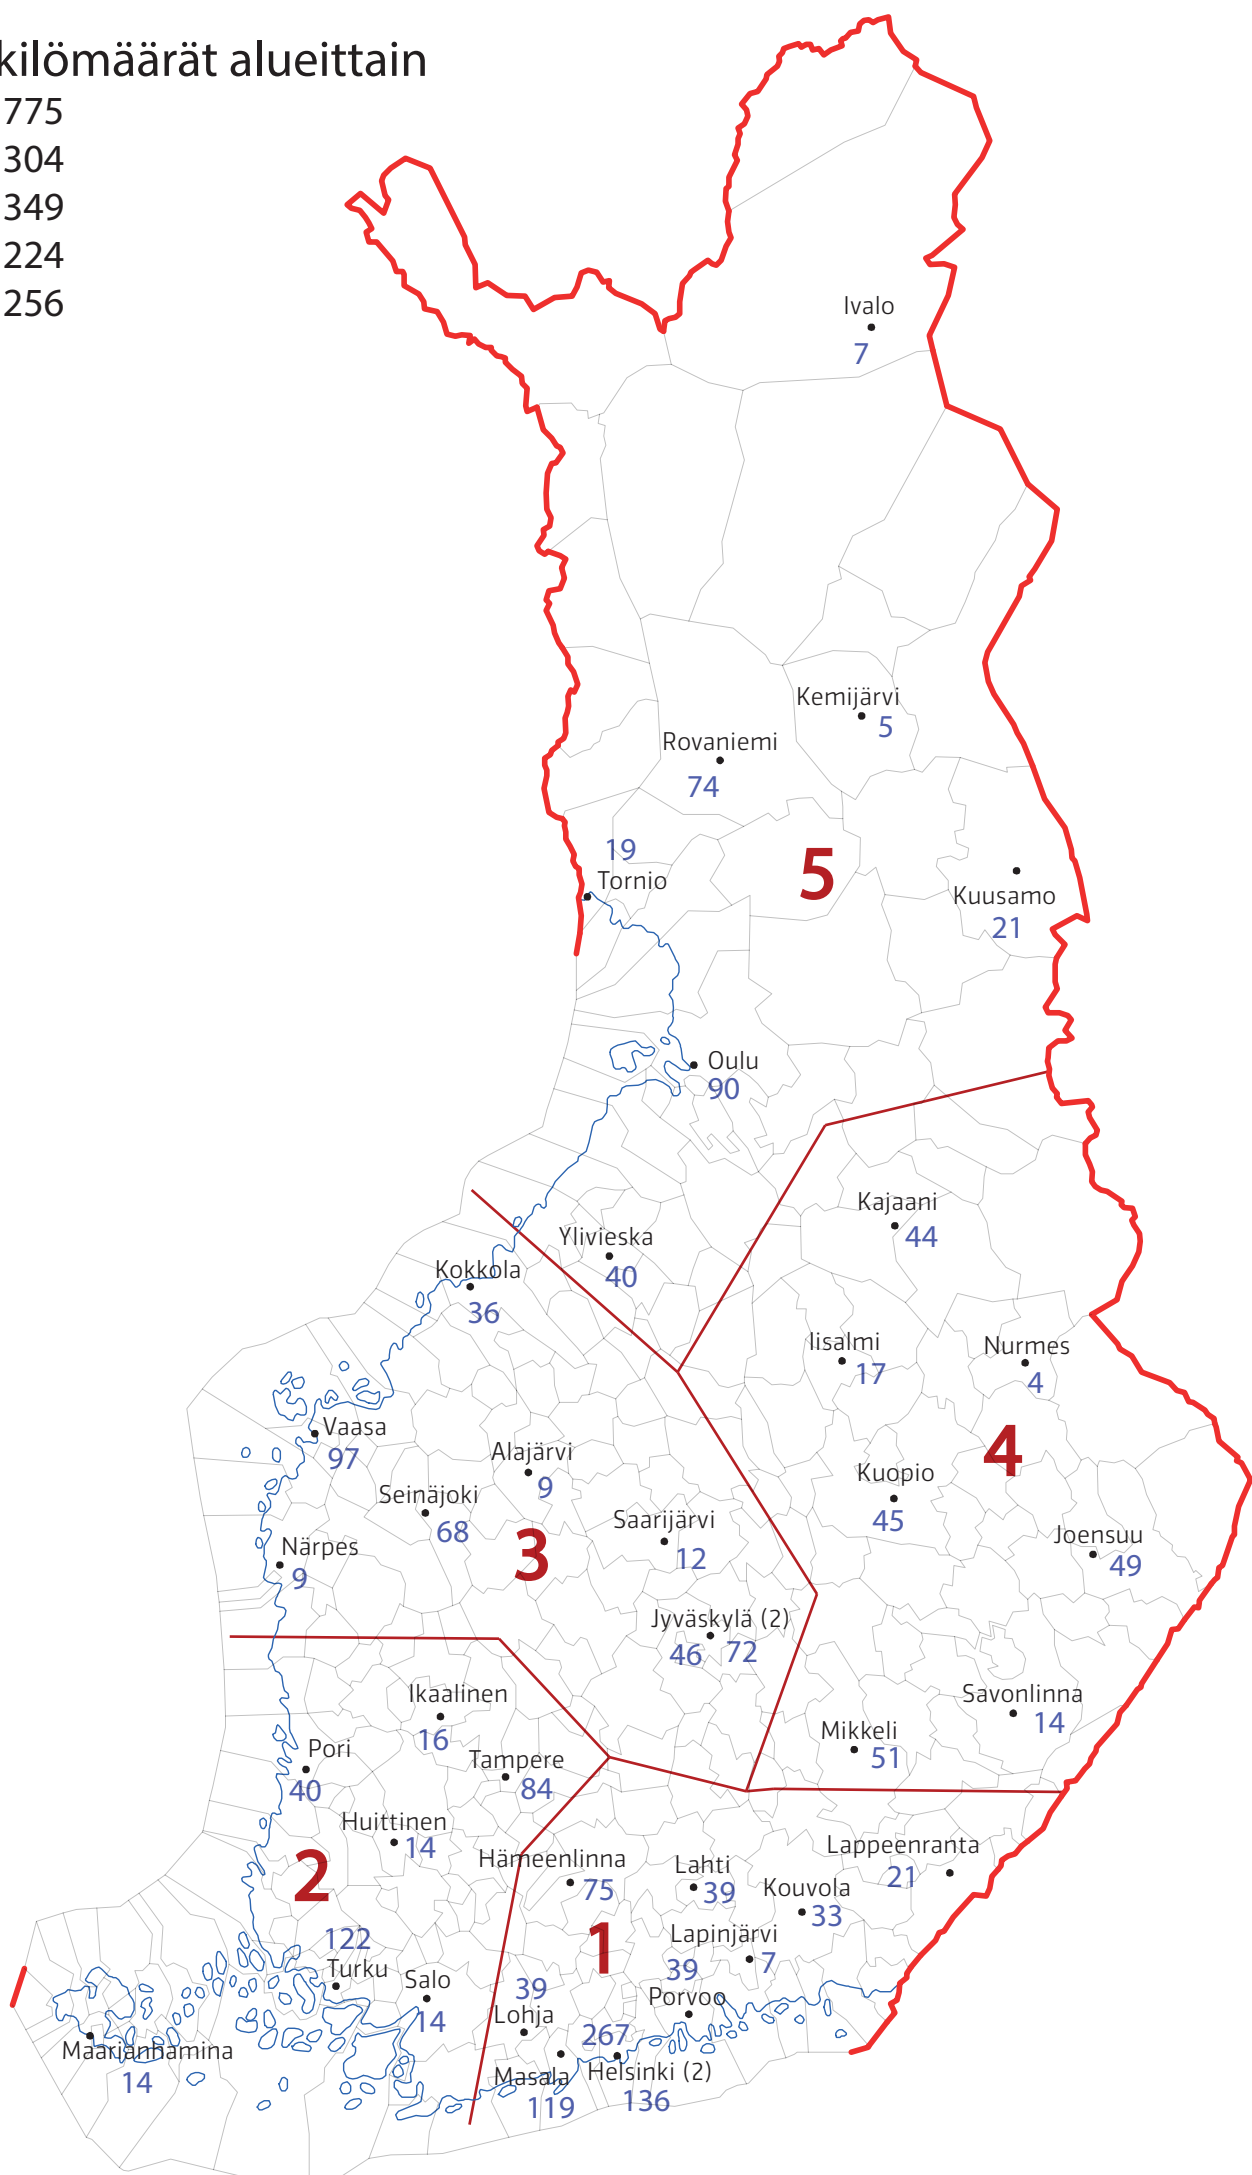 kilömäärät alueittain
775
304
349
224
256
Ivalo
7
Kemijärvi
5
Rovaniemi
74
19
Tornio
5
Kuusamo
21
Oulu
90
Kajaani
44
Ylivieska
40
Kokkola
36
Iisalmi
17
Nurmes
4
Vaasa
97
Alajärvi
9
4
Kuopio
45
Seinäjoki
68
Saarijärvi
12
3
Joensuu
49
Närpes
9
Jyväskylä (2)
46 72
Ikaalinen
16
Savonlinna
14
Mikkeli
51
Pori
40
Tampere
84
Huittinen
14
Lappeenranta
21
Hämeenlinna
75
Lahti
39
Kouvola
33
2
1
Lapinjärvi
7
122
Turku
Salo
14
39
Lohja
39
Porvoo
267
Helsinki (2)
136
Masala
119
Maarianhamina
14